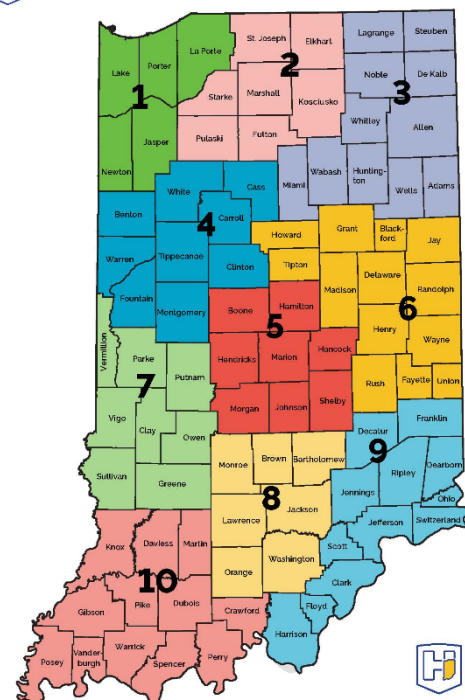 St. Joseph
Elkhart
Lagrange
Steuben
La Porte
Porter
Lake
2
Noble
De Kalb
Marshall
Starke
Kosciusko
1
3
Whitley
Allen
Jasper
Pulaski
Fulton
Newton
Wabash
Hunting-
ton
Miami
Wells
Adams
White
Cass
Benton
Carroll
4
Grant
Black-
ford
Jay
Howard
Warren
Tippecanoe
Clinton
Tipton
Delaware
Madison
Randolph
Fountain
Montgomery
Boone
Hamilton
6
5
Henry
Wayne
Vermillion
Parke
Hendricks
Marion
Hancock
Putnam
7
Rush
Fayette
Union
Morgan
Johnson
Shelby
Vigo
Clay
Owen
Franklin
Decatur
9
Monroe
Brown
Bartholomew
Dearborn
Sullivan
Greene
Ripley
Jennings
8
Ohio
Jackson
Lawrence
Jefferson
Switzerland
Knox
Daviess
Martin
Scott
Washington
Orange
10
Clark
Gibson
Pike
Dubois
Crawford
Floyd
Harrison
Warrick
Vander-
burgh
Posey
Spencer
Perry